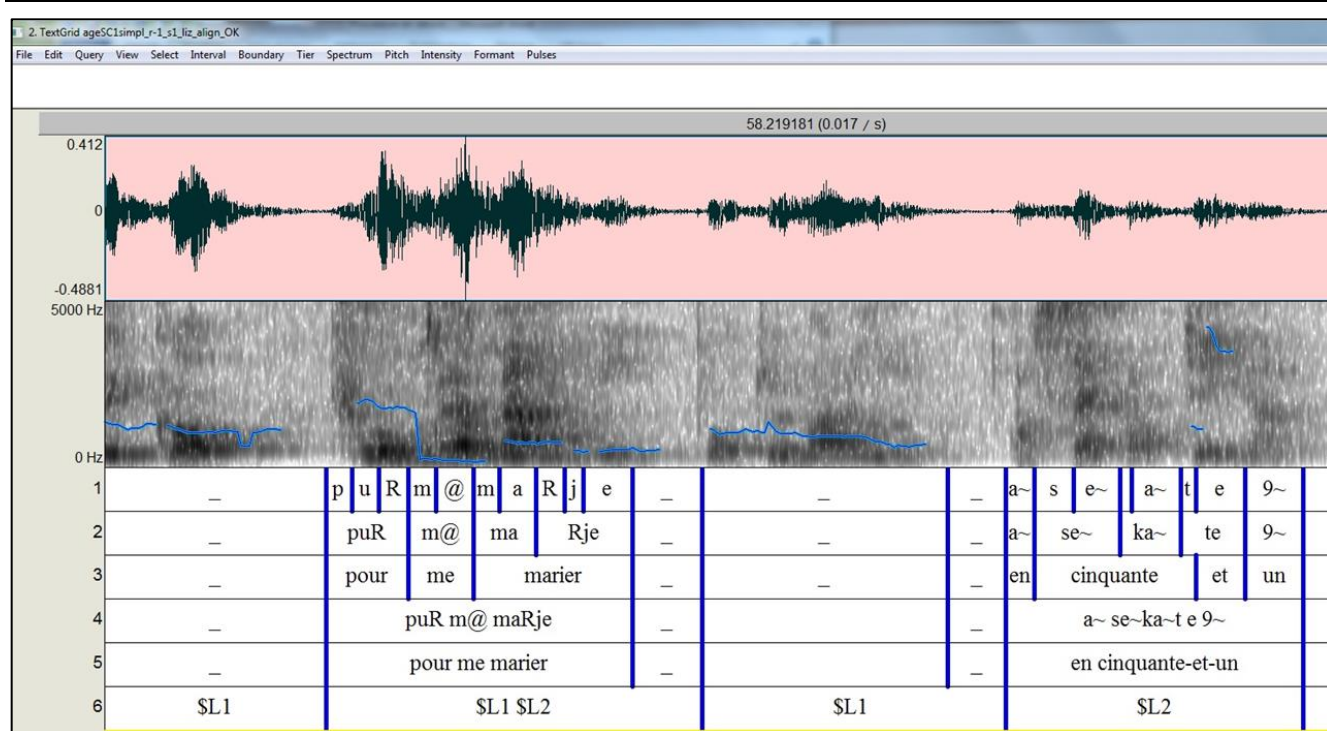 2. TextGrid ageSC1simpl_r-1_s1_liz_align_OK
File Edit Query View Select Interval Boundary Tier Spectrum Pitch Intensity Formant Pulses
58.219181 (0.017 / s)
0.412
0
-0.4881
5000 Hz
0 Hz
1 _ p u R m @ m a R j e _ _ _ a~ s e~ a~ t e 9~
2 _ puR m@ ma Rje _ _ _ a~ se~ ka~ te 9~
3 _ pour me marier _ _ _ en cinquante et un
4 _ puR m@ maRje _ _ a~ se~ka~t e 9~
5 _ pour me marier _ _ en cinquante-et-un
6 $L1 $L1 $L2 $L1 $L2